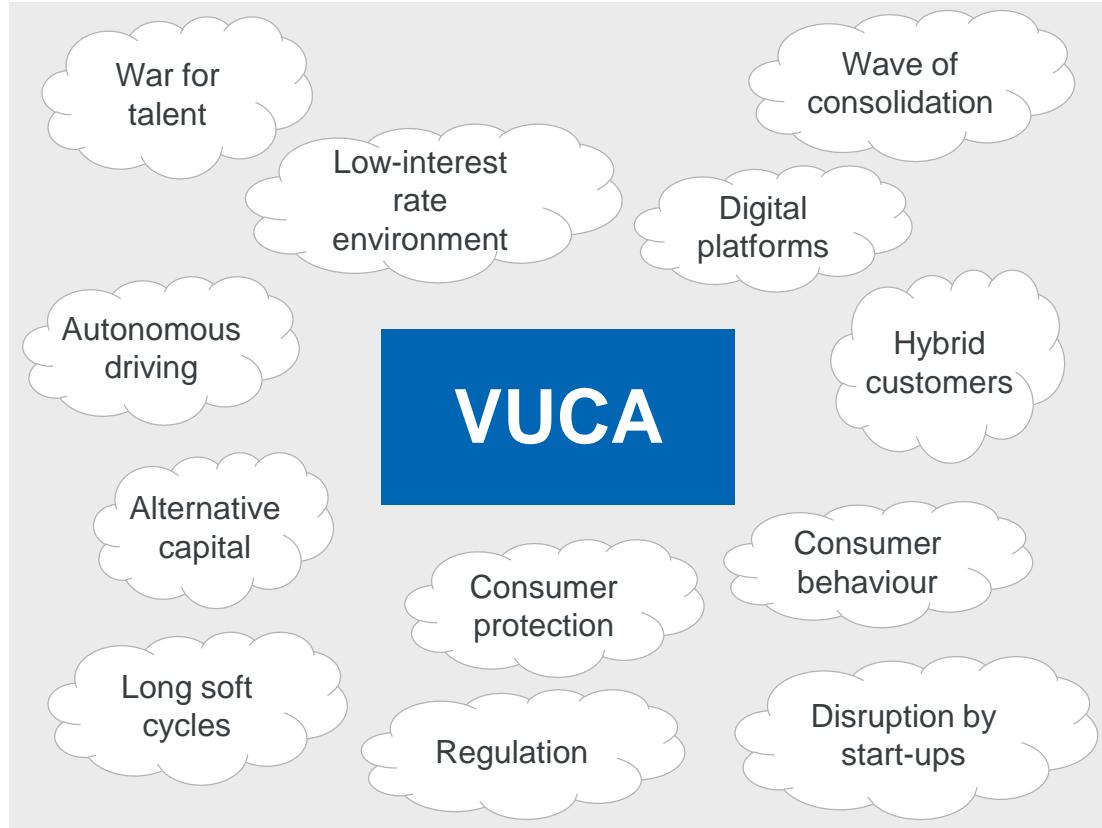 War for
talent
Wave of
consolidation
Low-interest
rate
environment
Digital
platforms
Autonomous
driving
Hybrid
customers
VUCA
Alternative
capital
Consumer
behaviour
Consumer
protection
Long soft
cycles
Regulation
Disruption by
start-ups